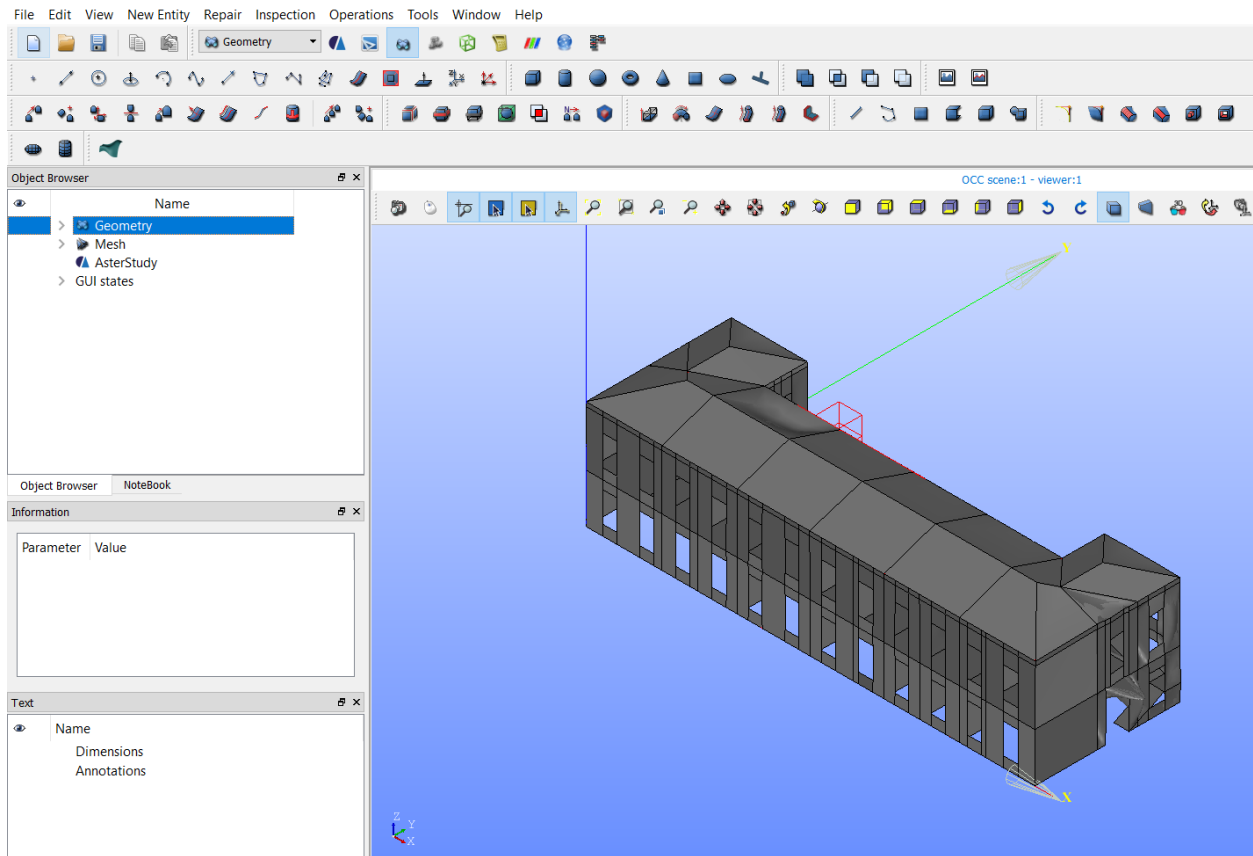 File Edit View New Entity Repair Inspection Operations Tools Window Help
Geometry
Object Browser
OCC scene:1 - viewer:1
Name
Geometry
Mesh
AsterStudy
GUI states
Y
Object Browser NoteBook
Information
Parameter Value
Text
Name
Dimensions
Annotations
X
Z
Y
X